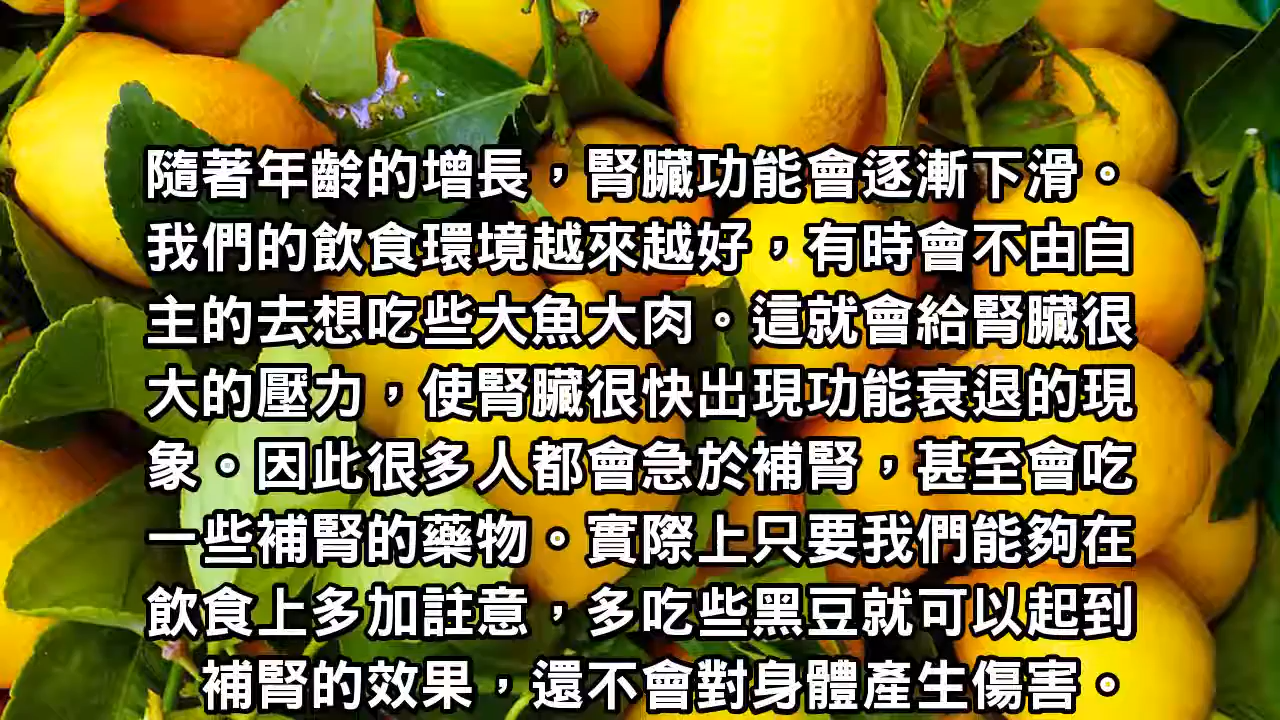 隨著年齡的增長，腎臟功能會逐漸下滑。
我們的飲食環境越來越好，有時會不由自
主的去想吃些大魚大肉。這就會給腎臟很
大的壓力，使腎臟很快出現功能衰退的現
象。因此很多人都會急於補腎，甚至會吃
一些補腎的藥物。實際上只要我們能夠在
飲食上多加註意，多吃些黑豆就可以起到
補腎的效果，還不會對身體產生傷害。